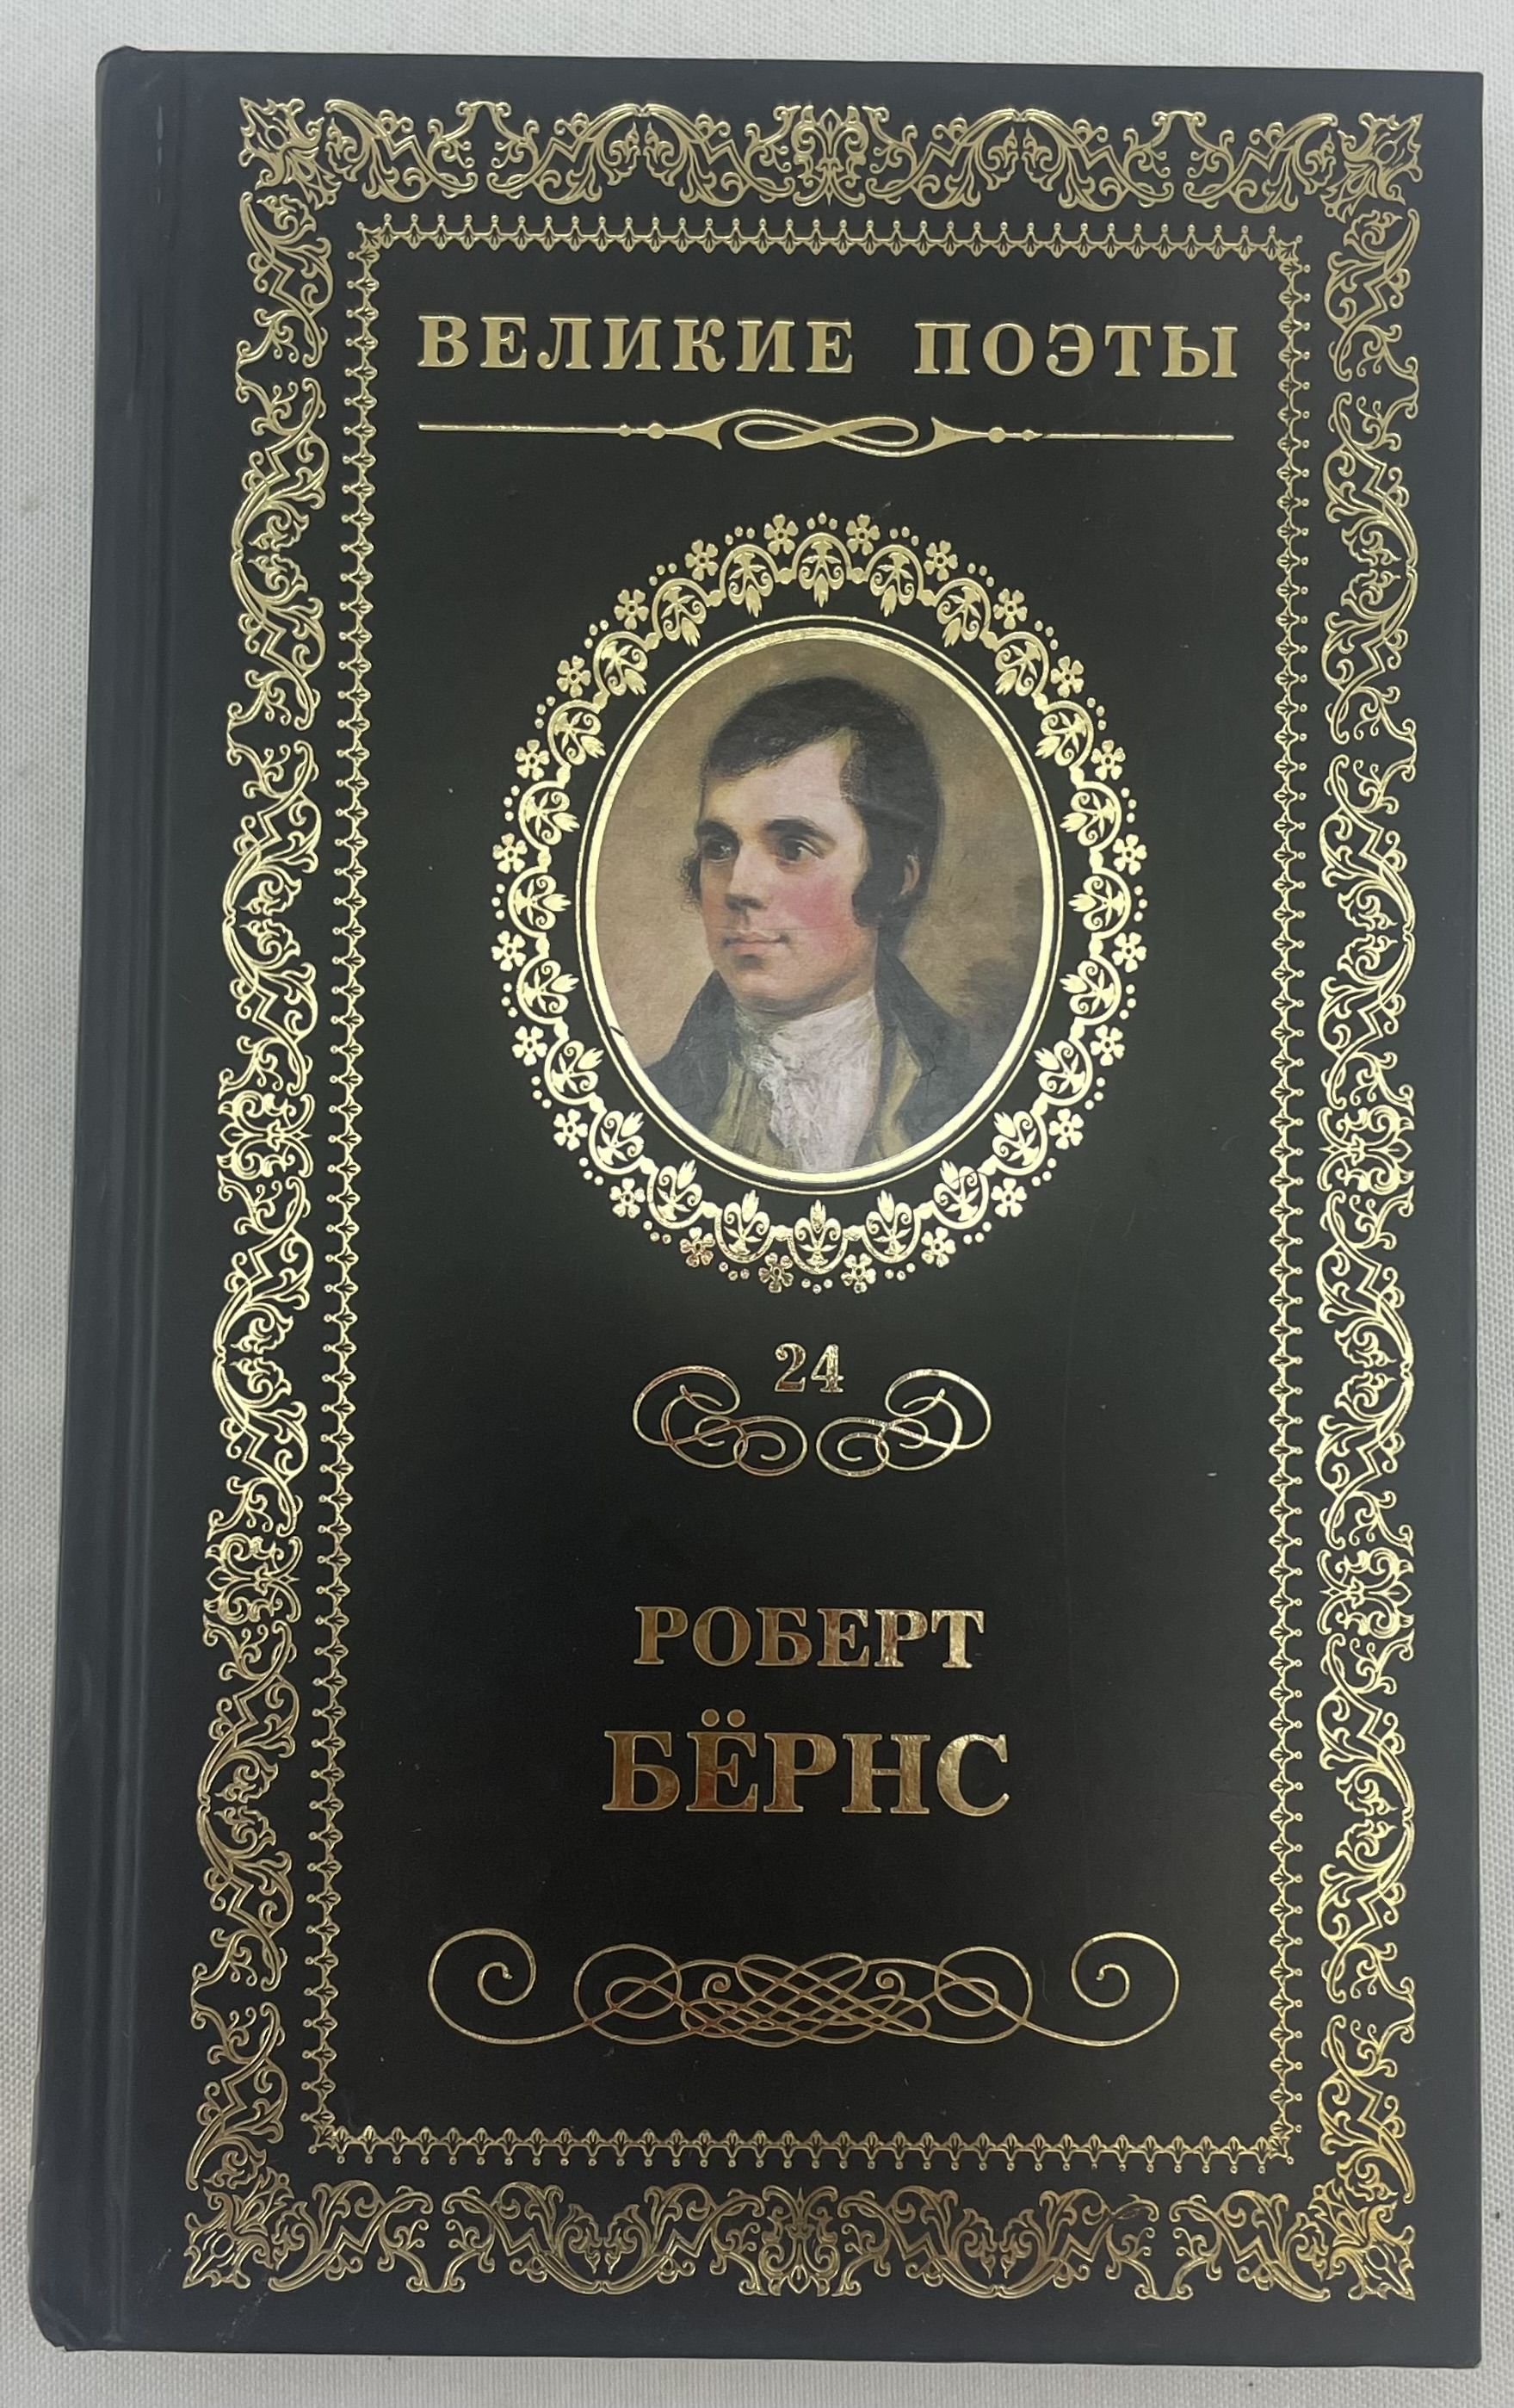 ВЕЛИКИЕ ПОЭТЫ
24
РОБЕРТ
БЁРНС